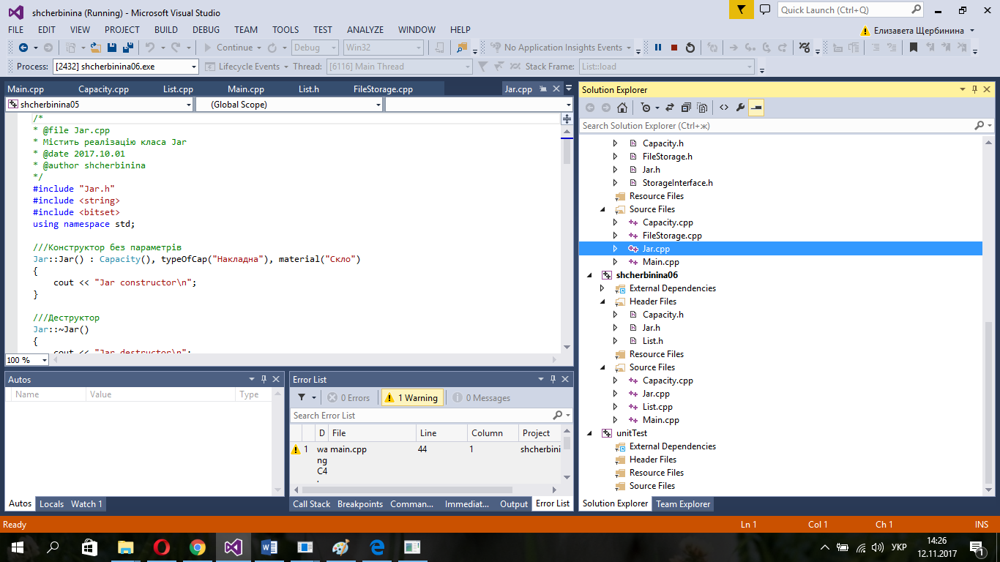 shcherbinina (Running) - Microsoft Visual Studio
Quick Launch (Ctrl+Q)
FILE EDIT VIEW PROJECT BUILD DEBUG TEAM TOOLS TEST ANALYZE WINDOW HELP
Елизавета Щербинина
Continue Debug Win32 No Application Insights Events
Process: [2432] shcherbinina06.exe Lifecycle Events Thread: [6116] Main Thread Stack Frame: List::load
Main.cpp Capacity.cpp List.cpp Main.cpp List.h FileStorage.cpp Jar.cpp
shcherbinina05 (Global Scope)
/*
* @file Jar.cpp
* Містить реалізацію класа Jar
* @date 2017.10.01
* @author shcherbinina
*/
#include "Jar.h"
#include <string>
#include <bitset>
using namespace std;
///Конструктор без параметрів
Jar::Jar() : Capacity(), typeOfCap("Накладна"), material("Скло")
{
cout << "Jar constructor\n";
}
///Деструктор
Jar::~Jar()
{
cout << "Jar destructor\n";
100 %
Solution Explorer
Search Solution Explorer (Ctrl+ж)
Capacity.h
FileStorage.h
Jar.h
StorageInterface.h
Resource Files
Source Files
Capacity.cpp
FileStorage.cpp
Jar.cpp
Main.cpp
shcherbinina06
External Dependencies
Header Files
Capacity.h
Jar.h
List.h
Resource Files
Source Files
Capacity.cpp
Jar.cpp
List.cpp
Main.cpp
unitTest
External Dependencies
Header Files
Resource Files
Source Files
Solution Explorer Team Explorer
Autos
Name Value Type
Autos Locals Watch 1
Error List
0 Errors 1 Warning 0 Messages
Search Error List
D File Line Column Project
1 wa main.cpp 44 1 shcherbini
ng
C4
Call Stack Breakpoints Comman... Immediat... Output Error List
Ready Ln 1 Col 1 Ch 1 INS
УКР
14:26
12.11.2017
1